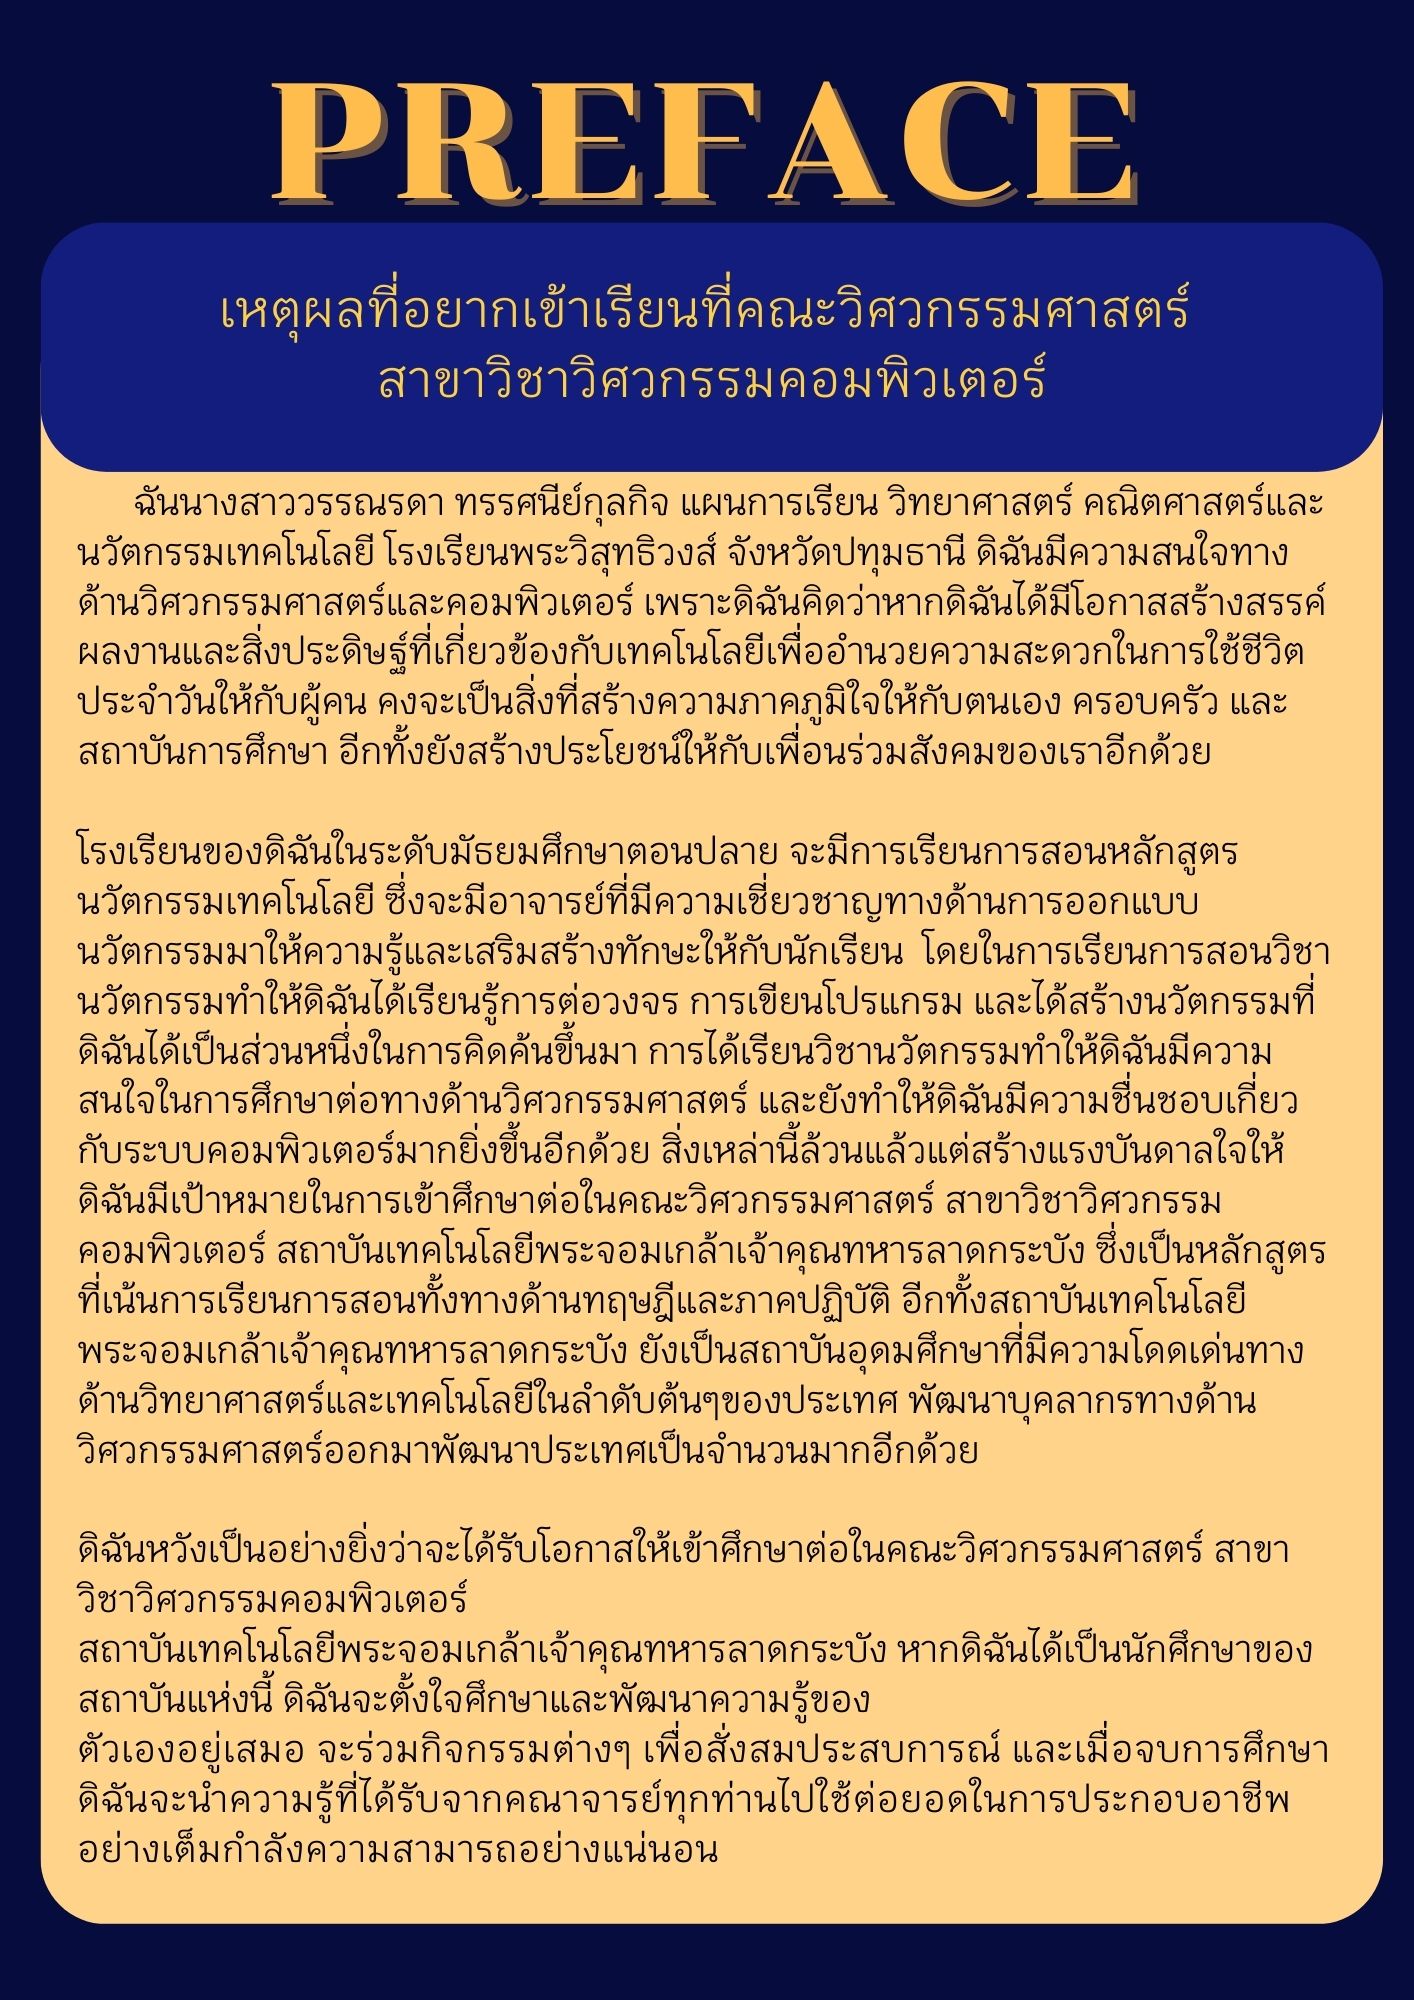 PREFACE
เหตุผลที่อยากเข้าเรียนที่คณะวิศวกรรมศาสตร์
สาขาวิชาวิศวกรรมคอมพิวเตอร์
ฉันนางสาววรรณรดา ทรรศนีย์กุลกิจ แผนการเรียน วิทยาศาสตร์ คณิตศาสตร์และ
นวัตกรรมเทคโนโลยี โรงเรียนพระวิสุทธิวงส์ จังหวัดปทุมธานี ดิฉันมีความสนใจทาง
ด้านวิศวกรรมศาสตร์และคอมพิวเตอร์ เพราะดิฉันคิดว่าหากดิฉันได้มีโอกาสสร้างสรรค์
ผลงานและสิ่งประดิษฐ์ที่เกี่ยวข้องกับเทคโนโลยีเพื่ออำนวยความสะดวกในการใช้ชีวิต
ประจำวันให้กับผู้คน คงจะเป็นสิ่งที่สร้างความภาคภูมิใจให้กับตนเอง ครอบครัว และ
สถาบันการศึกษา อีกทั้งยังสร้างประโยชน์ให้กับเพื่อนร่วมสังคมของเราอีกด้วย
โรงเรียนของดิฉันในระดับมัธยมศึกษาตอนปลาย จะมีการเรียนการสอนหลักสูตร
นวัตกรรมเทคโนโลยี ซึ่งจะมีอาจารย์ที่มีความเชี่ยวชาญทางด้านการออกแบบ
นวัตกรรมมาให้ความรู้และเสริมสร้างทักษะให้กับนักเรียน โดยในการเรียนการสอนวิชา
นวัตกรรมทำให้ดิฉันได้เรียนรู้การต่อวงจร การเขียนโปรแกรม และได้สร้างนวัตกรรมที่
ดิฉันได้เป็นส่วนหนึ่งในการคิดค้นขึ้นมา การได้เรียนวิชานวัตกรรมทำให้ดิฉันมีความ
สนใจในการศึกษาต่อทางด้านวิศวกรรมศาสตร์ และยังทำให้ดิฉันมีความชื่นชอบเกี่ยว
กับระบบคอมพิวเตอร์มากยิ่งขึ้นอีกด้วย สิ่งเหล่านี้ล้วนแล้วแต่สร้างแรงบันดาลใจให้
ดิฉันมีเป้าหมายในการเข้าศึกษาต่อในคณะวิศวกรรมศาสตร์ สาขาวิชาวิศวกรรม
คอมพิวเตอร์ สถาบันเทคโนโลยีพระจอมเกล้าเจ้าคุณทหารลาดกระบัง ซึ่งเป็นหลักสูตร
ที่เน้นการเรียนการสอนทั้งทางด้านทฤษฎีและภาคปฏิบัติ อีกทั้งสถาบันเทคโนโลยี
พระจอมเกล้าเจ้าคุณทหารลาดกระบัง ยังเป็นสถาบันอุดมศึกษาที่มีความโดดเด่นทาง
ด้านวิทยาศาสตร์และเทคโนโลยีในลำดับต้นๆของประเทศ พัฒนาบุคลากรทางด้าน
วิศวกรรมศาสตร์ออกมาพัฒนาประเทศเป็นจำนวนมากอีกด้วย
ดิฉันหวังเป็นอย่างยิ่งว่าจะได้รับโอกาสให้เข้าศึกษาต่อในคณะวิศวกรรมศาสตร์ สาขา
วิชาวิศวกรรมคอมพิวเตอร์
สถาบันเทคโนโลยีพระจอมเกล้าเจ้าคุณทหารลาดกระบัง หากดิฉันได้เป็นนักศึกษาของ
สถาบันแห่งนี้ ดิฉันจะตั้งใจศึกษาและพัฒนาความรู้ของ
ตัวเองอยู่เสมอ จะร่วมกิจกรรมต่างๆ เพื่อสั่งสมประสบการณ์ และเมื่อจบการศึกษา
ดิฉันจะนำความรู้ที่ได้รับจากคณาจารย์ทุกท่านไปใช้ต่อยอดในการประกอบอาชีพ
อย่างเต็มกำลังความสามารถอย่างแน่นอน